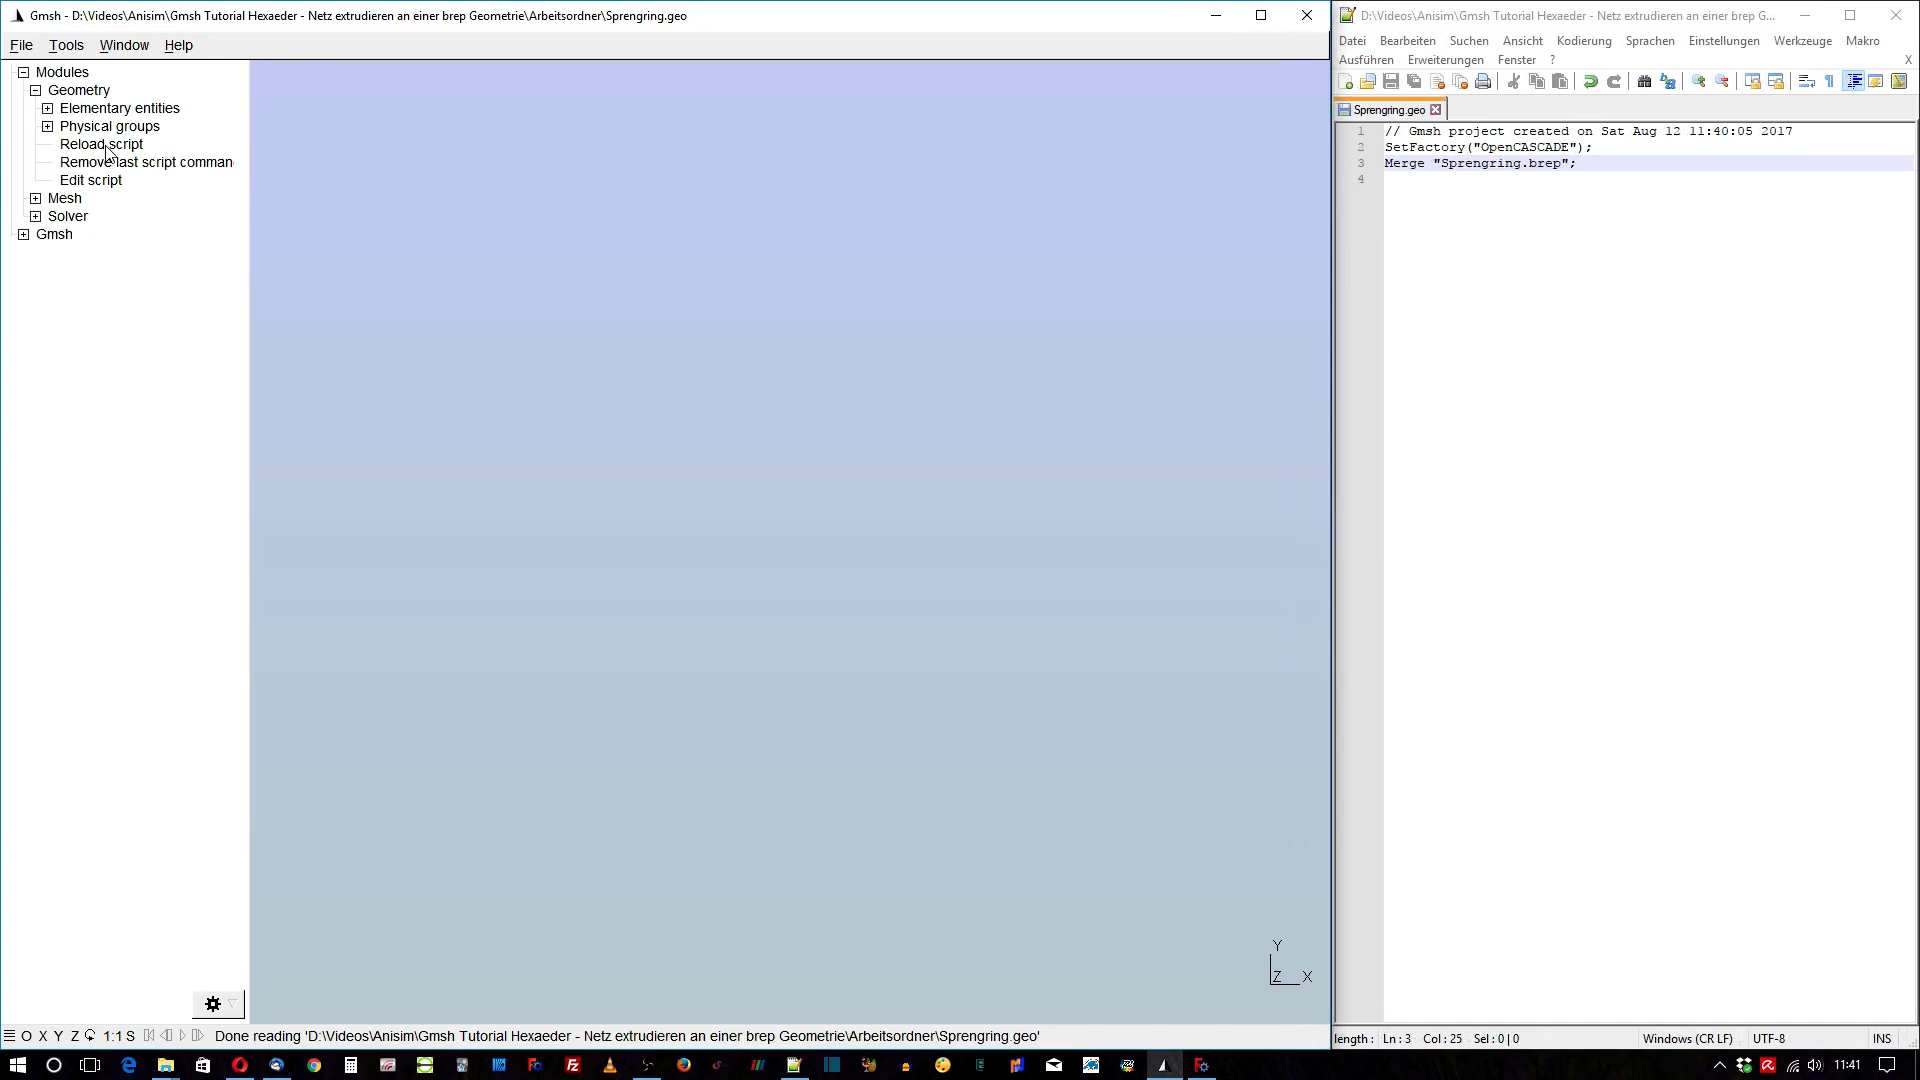 Gmsh - D:\Videos\Anisim\Gmsh Tutorial Hexaeder - Netz extrudieren an einer brep Geometrie\Arbeitsordner\Sprengring.geo
File Tools Window Help
Modules
Geometry
Elementary entities
Physical groups
Reload script
Remove last script comman
Edit script
Mesh
Solver
Gmsh
Y
Z X
O X Y Z 1:1 S Done reading 'D:\Videos\Anisim\Gmsh Tutorial Hexaeder - Netz extrudieren an einer brep Geometrie\Arbeitsordner\Sprengring.geo'
D:\Videos\Anisim\Gmsh Tutorial Hexaeder - Netz extrudieren an einer brep G...
Datei Bearbeiten Suchen Ansicht Kodierung Sprachen Einstellungen Werkzeuge Makro
Ausführen Erweiterungen Fenster ? X
Sprengring.geo
1 // Gmsh project created on Sat Aug 12 11:40:05 2017
2 SetFactory("OpenCASCADE");
3 Merge "Sprengring.brep";
4
length : Ln : 3 Col : 25 Sel : 0 | 0 Windows (CR LF) UTF-8 INS
11:41